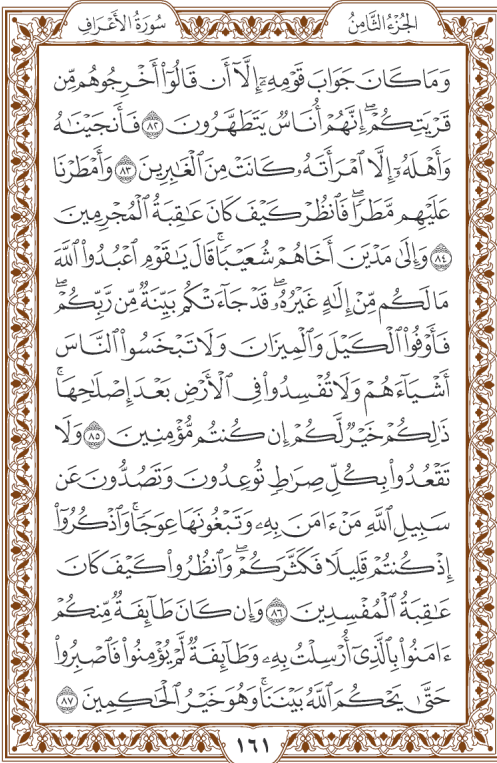 الجُزْءُ الثَّامِنُ
سُورَةُ الأَعْرَافِ
وَمَا كَانَ جَوَابَ قَوْمِهِۦٓ إِلَّآ أَن قَالُوٓا۟ أَخْرِجُوهُم مِّن
قَرْيَتِكُمْ ۖ إِنَّهُمْ أُنَاسٌ يَتَطَهَّرُونَ ٨٢ فَأَنجَيْنَـٰهُ
وَأَهْلَهُۥٓ إِلَّا ٱمْرَأَتَهُۥ كَانَتْ مِنَ ٱلْغَـٰبِرِينَ ٨٣ وَأَمْطَرْنَا
عَلَيْهِم مَّطَرًا ۖ فَٱنظُرْ كَيْفَ كَانَ عَـٰقِبَةُ ٱلْمُجْرِمِينَ
٨٤ وَإِلَىٰ مَدْيَنَ أَخَاهُمْ شُعَيْبًا ۗ قَالَ يَـٰقَوْمِ ٱعْبُدُوا۟ ٱللَّهَ
مَا لَكُم مِّنْ إِلَـٰهٍ غَيْرُهُۥ ۖ قَدْ جَآءَتْكُم بَيِّنَةٌ مِّن رَّبِّكُمْ ۖ
فَأَوْفُوا۟ ٱلْكَيْلَ وَٱلْمِيزَانَ وَلَا تَبْخَسُوا۟ ٱلنَّاسَ
أَشْيَآءَهُمْ وَلَا تُفْسِدُوا۟ فِى ٱلْأَرْضِ بَعْدَ إِصْلَـٰحِهَا ۚ
ذَٰلِكُمْ خَيْرٌ لَّكُمْ إِن كُنتُم مُّؤْمِنِينَ ٨٥ وَلَا
تَقْعُدُوا۟ بِكُلِّ صِرَٰطٍ تُوعِدُونَ وَتَصُدُّونَ عَن
سَبِيلِ ٱللَّهِ مَنْ ءَامَنَ بِهِۦ وَتَبْغُونَهَا عِوَجًا ۚ وَٱذْكُرُوٓا۟
إِذْ كُنتُمْ قَلِيلًا فَكَثَّرَكُمْ ۖ وَٱنظُرُوا۟ كَيْفَ كَانَ
عَـٰقِبَةُ ٱلْمُفْسِدِينَ ٨٦ وَإِن كَانَ طَآئِفَةٌ مِّنكُمْ
ءَامَنُوا۟ بِٱلَّذِىٓ أُرْسِلْتُ بِهِۦ وَطَآئِفَةٌ لَّمْ يُؤْمِنُوا۟ فَٱصْبِرُوا۟
حَتَّىٰ يَحْكُمَ ٱللَّهُ بَيْنَنَا ۚ وَهُوَ خَيْرُ ٱلْحَـٰكِمِينَ ٨٧
١٦١